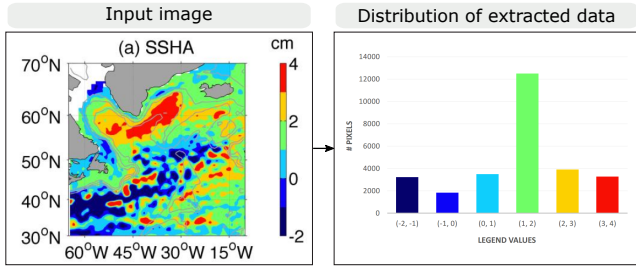 Input image
Distribution of extracted data
(a) SSHA
cm
70°N
60°N
50°N
40°N
30°N
60°W 45°W 30°W 15°W
4
2
0
-2
14000
12000
10000
8000
6000
4000
2000
0
# PIXELS
(-2, -1) (-1, 0) (0, 1) (1, 2) (2, 3) (3, 4)
LEGEND VALUES